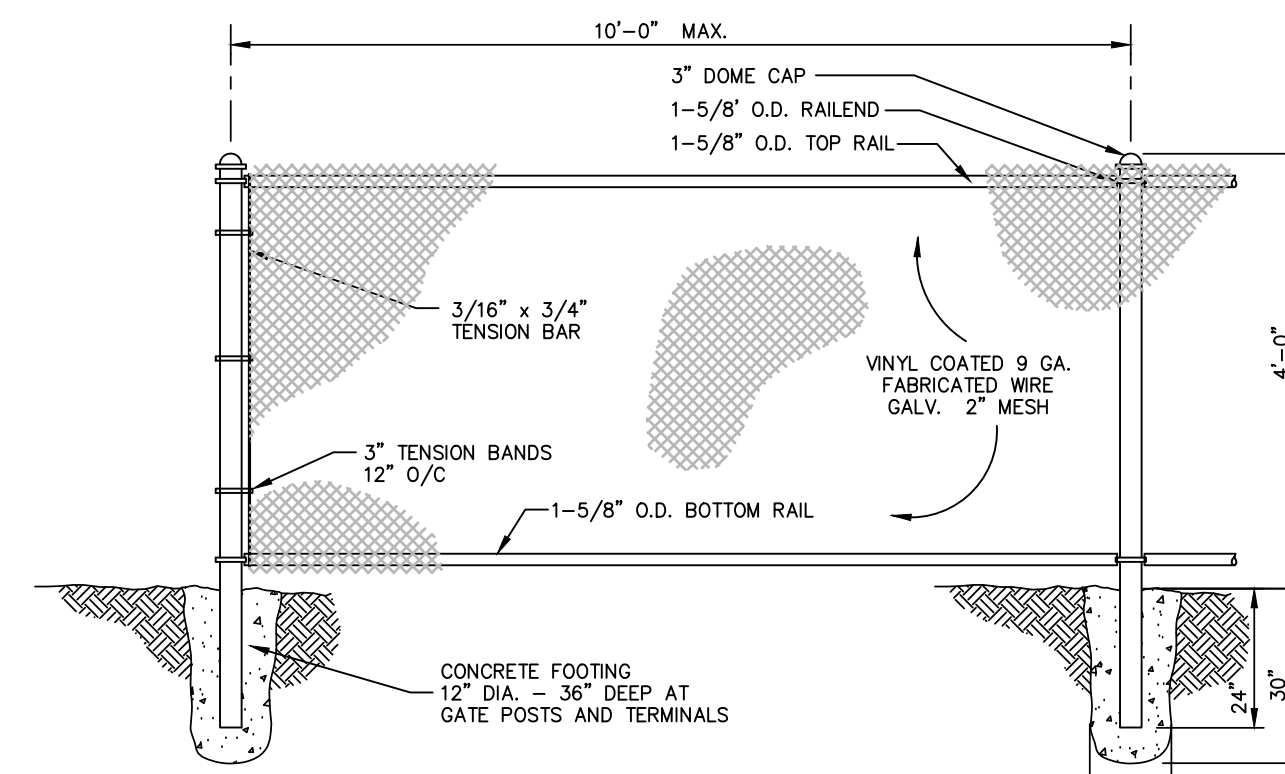 10'-0" MAX.
3" DOME CAP
1-5/8' O.D. RAILEND
1-5/8" O.D. TOP RAIL
3/16" x 3/4"
TENSION BAR
VINYL COATED 9 GA.
FABRICATED WIRE
GALV. 2" MESH
4'-0"
3" TENSION BANDS
12" O/C
1-5/8" O.D. BOTTOM RAIL
CONCRETE FOOTING
12" DIA. - 36" DEEP AT
GATE POSTS AND TERMINALS
24"
30"